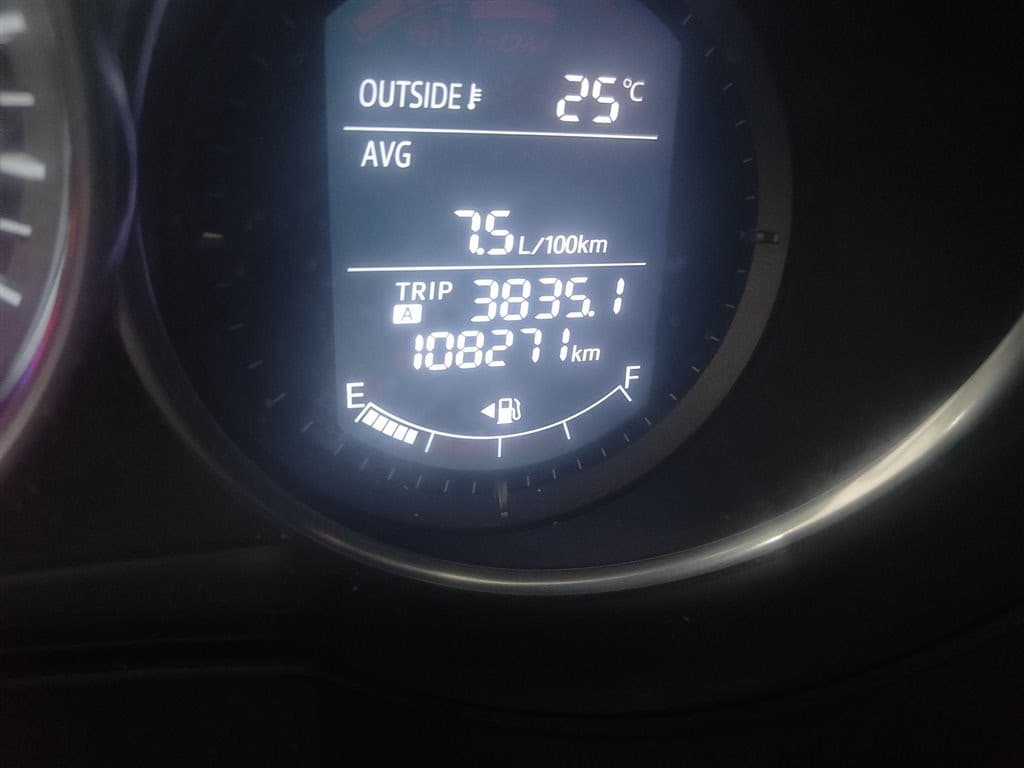 OUTSIDE 25°C
AVG
7.5 L/100km
TRIP A 3835.1
108271 km
E F